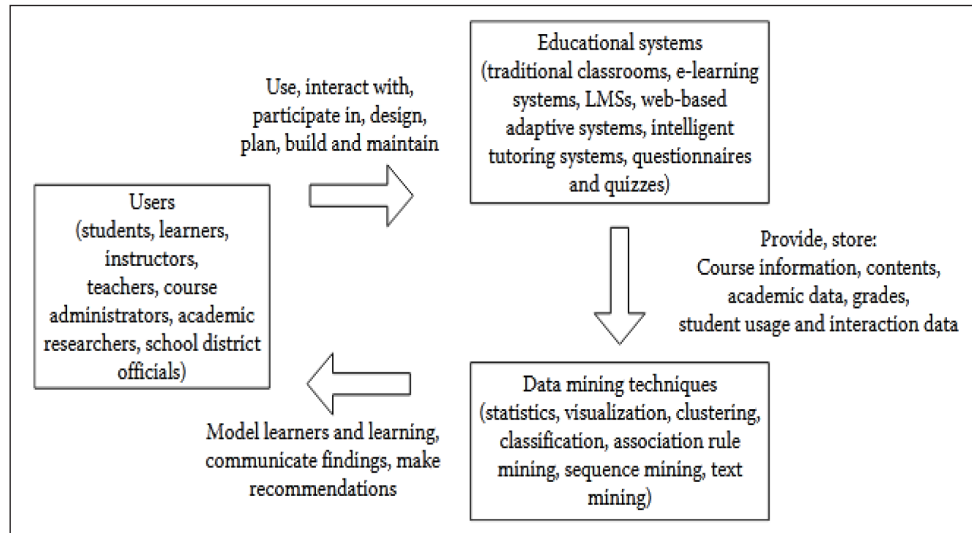 Educational systems
(traditional classrooms, e-learning
systems, LMSs, web-based
adaptive systems, intelligent
tutoring systems, questionnaires
and quizzes)
Use, interact with,
participate in, design,
plan, build and maintain
Users
(students, learners,
instructors,
teachers, course
administrators, academic
researchers, school district
officials)
Provide, store:
Course information, contents,
academic data, grades,
student usage and interaction data
Data mining techniques
(statistics, visualization, clustering,
classification, association rule
mining, sequence mining, text
mining)
Model learners and learning,
communicate findings, make
recommendations